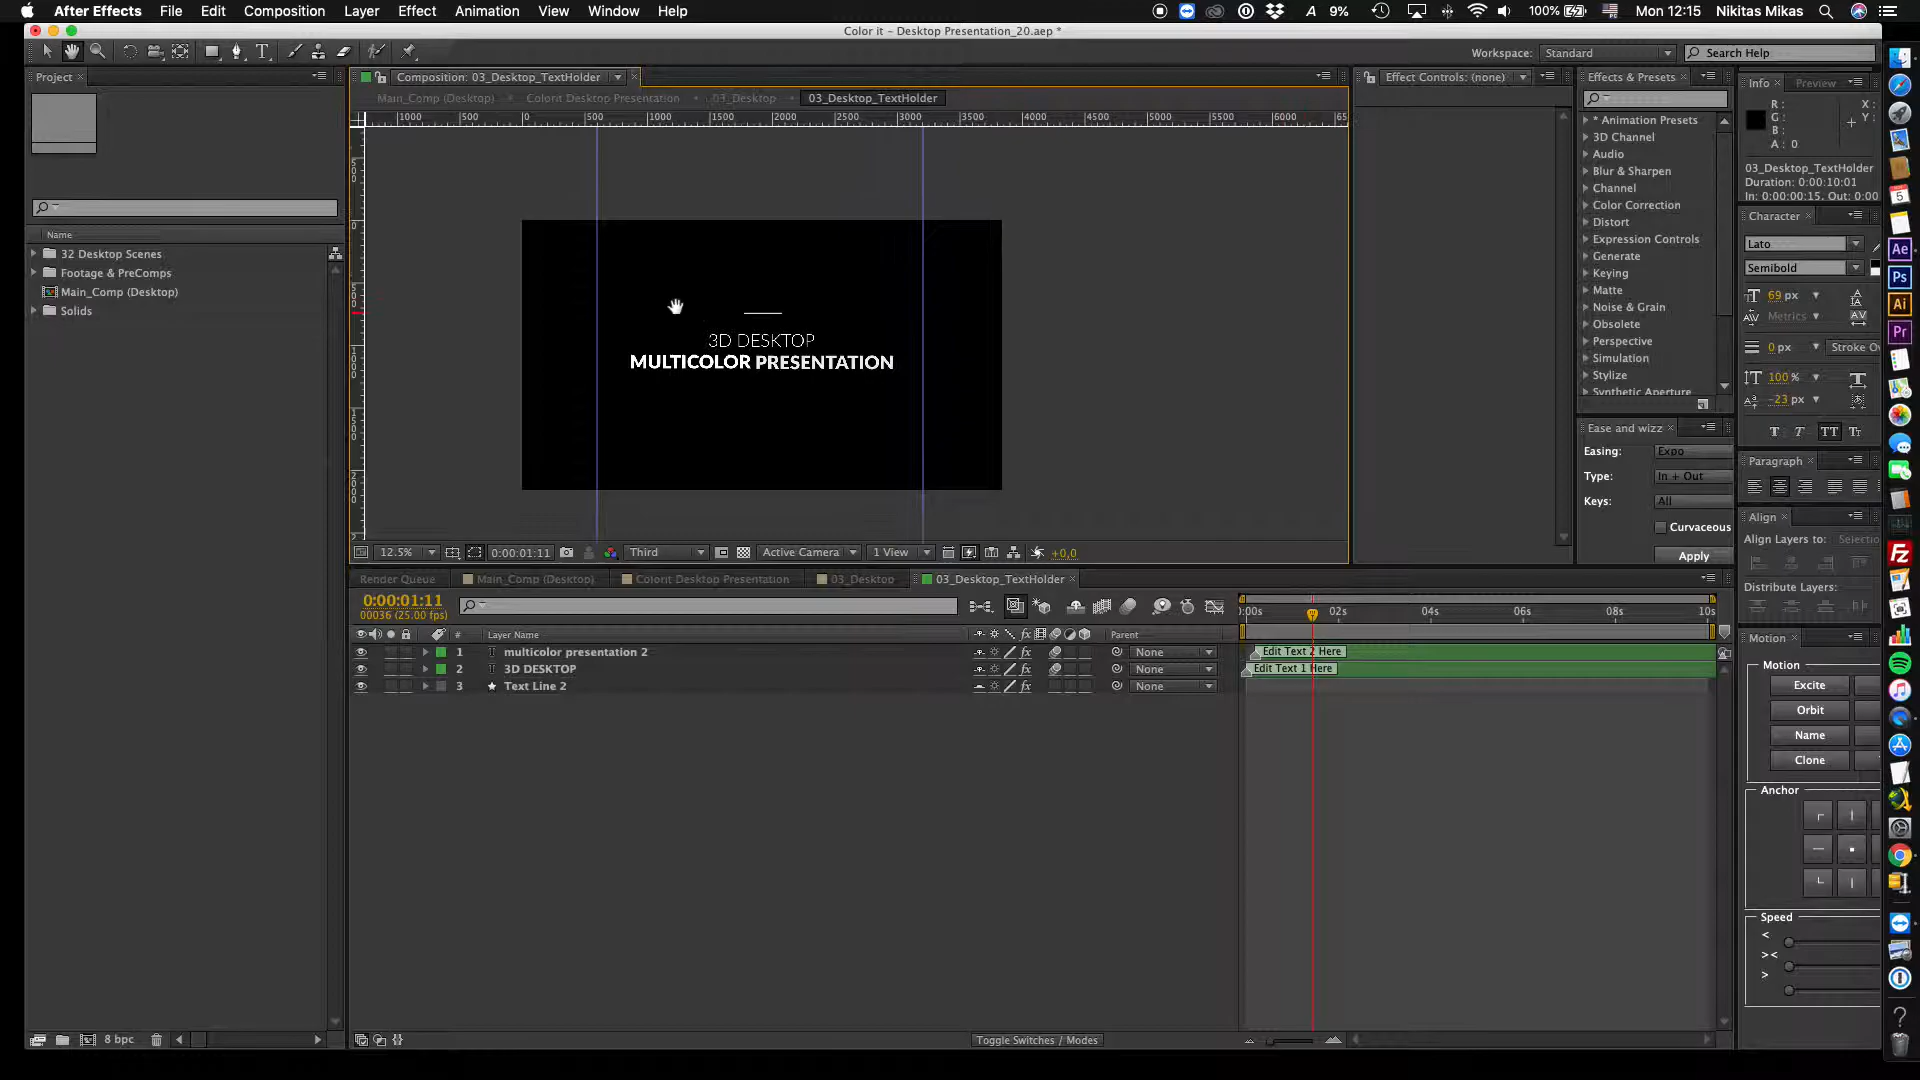 After Effects File Edit Composition Layer Effect Animation View Window Help 9% 100% Mon 12:15 Nikitas Mikas
Color it – Desktop Presentation_20.aep *
Workspace: Standard Search Help
Project
Composition: 03_Desktop_TextHolder
Effect Controls: (none)
Effects & Presets
Info Preview
Main_Comp (Desktop) Colorit Desktop Presentation 03_Desktop 03_Desktop_TextHolder
R: X:
G: Y:
B:
A: 0
* Animation Presets
3D Channel
Audio
Blur & Sharpen
Channel
Color Correction
Distort
Expression Controls
Generate
Keying
Matte
Noise & Grain
Obsolete
Perspective
Simulation
Stylize
Synthetic Aperture
03_Desktop_TextHolder
Duration: 0:00:10:01
In: 0:00:00:15, Out: 0:00
Character
Lato
Semibold
69 px
Metrics
0 px Stroke Ov
100 %
-23 px
Name
32 Desktop Scenes
Footage & PreComps
Main_Comp (Desktop)
Solids
3D DESKTOP
MULTICOLOR PRESENTATION
Ease and wizz
Easing: Expo
Type: In + Out
Keys: All
Curvaceous
Apply
Paragraph
Align
Align Layers to: Selectio
Distribute Layers:
12.5% 0:00:01:11 Third Active Camera 1 View +0,0
Render Queue Main_Comp (Desktop) Colorit Desktop Presentation 03_Desktop 03_Desktop_TextHolder
0:00:01:11
00036 (25.00 fps)
0:00s 02s 04s 06s 08s 10s
# Layer Name Parent
1 multicolor presentation 2 None Edit Text 2 Here
2 3D DESKTOP None Edit Text 1 Here
3 Text Line 2 None
Motion
Motion
Excite
Orbit
Name
Clone
Anchor
Speed
<
><
>
8 bpc
Toggle Switches / Modes